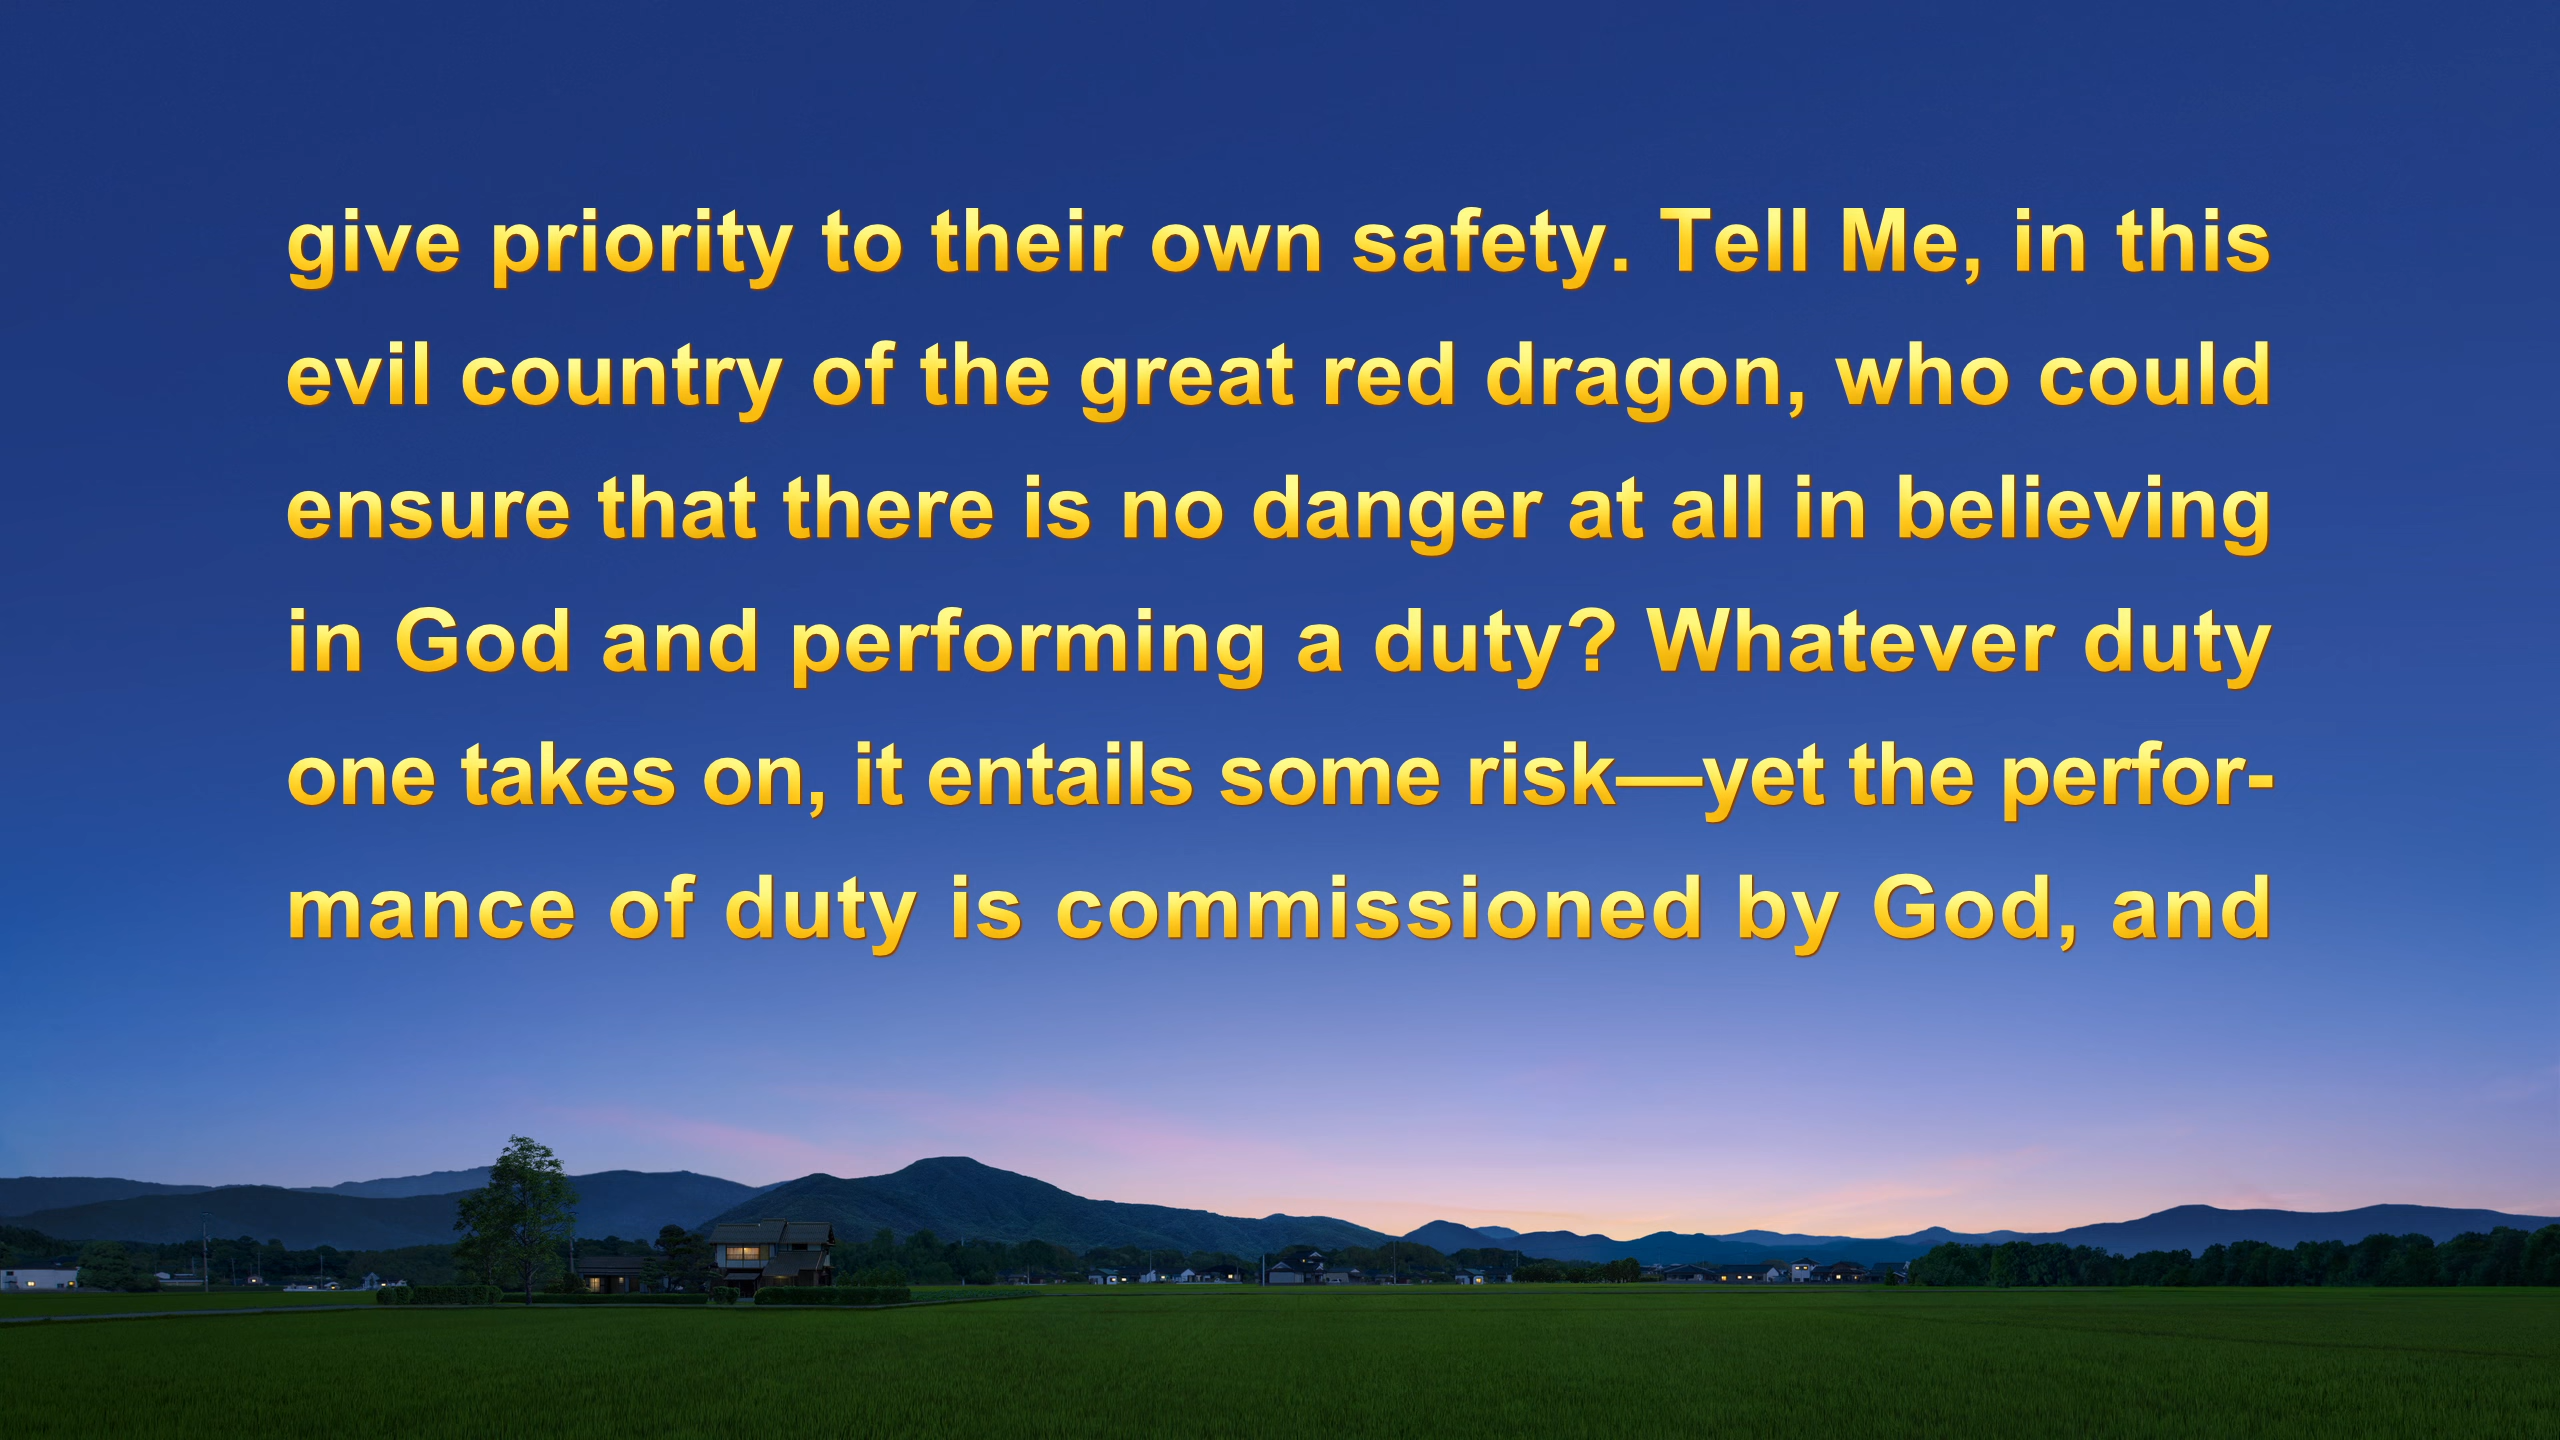 give priority to their own safety. Tell Me, in this
evil country of the great red dragon, who could
ensure that there is no danger at all in believing
in God and performing a duty? Whatever duty
one takes on, it entails some risk—yet the perfor-
mance of duty is commissioned by God, and